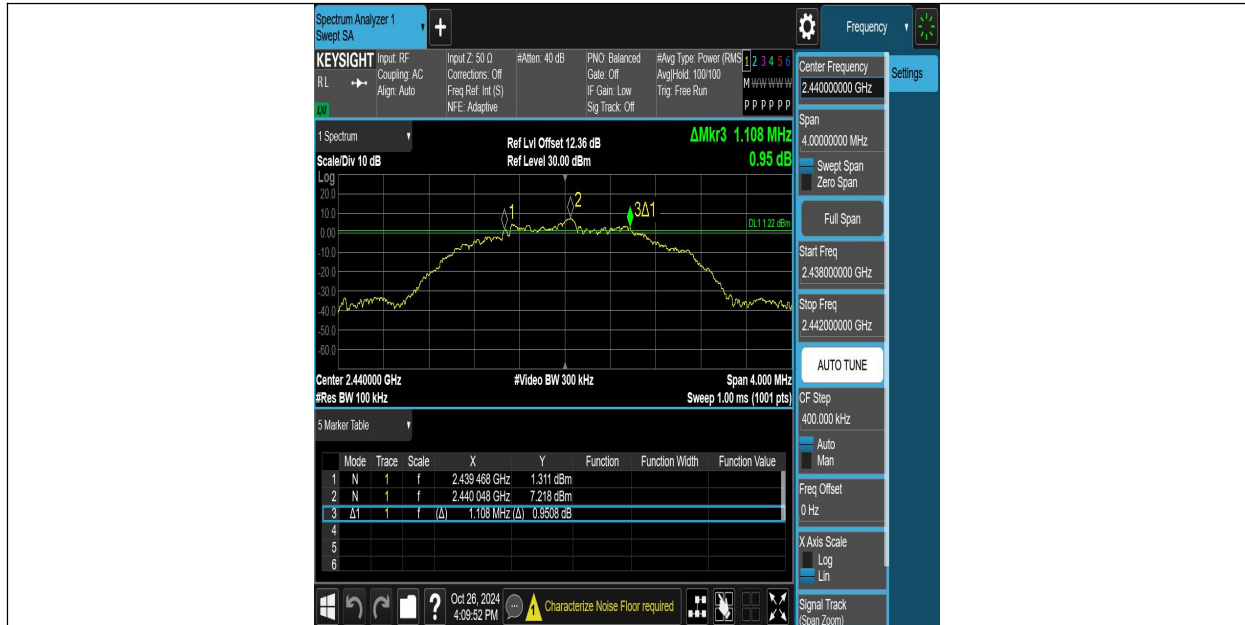 Spectrum Analyzer 1
Swept SA
+
Frequency
KEYSIGHT
RL
LXI
Input: RF
Coupling: AC
Align: Auto
Input Z: 50 Ω
Corrections: Off
Freq Ref: Int (S)
NFE: Adaptive
#Atten: 40 dB
PNO: Balanced
Gate: Off
IF Gain: Low
Sig Track: Off
#Avg Type: Power (RMS
Avg|Hold: 100/100
Trig: Free Run
1 2 3 4 5 6
M W W W W W
P P P P P P
1 Spectrum
Scale/Div 10 dB
Ref Lvl Offset 12.36 dB
Ref Level 30.00 dBm
ΔMkr3 1.108 MHz
0.95 dB
Log
20.0
10.0
0.00
-10.0
-20.0
-30.0
-40.0
-50.0
-60.0
1
2
3Δ1
DL1 1.22 dBm
Center 2.440000 GHz
#Video BW 300 kHz
Span 4.000 MHz
#Res BW 100 kHz
Sweep 1.00 ms (1001 pts)
5 Marker Table
Mode Trace Scale X Y Function Function Width Function Value
1 N 1 f 2.439 468 GHz 1.311 dBm
2 N 1 f 2.440 048 GHz 7.218 dBm
3 Δ1 1 f (Δ) 1.108 MHz (Δ) 0.9508 dB
4
5
6
?
Oct 26, 2024
4:09:52 PM
1
Characterize Noise Floor required
Center Frequency
2.440000000 GHz
Settings
Span
4.00000000 MHz
Swept Span
Zero Span
Full Span
Start Freq
2.438000000 GHz
Stop Freq
2.442000000 GHz
AUTO TUNE
CF Step
400.000 kHz
Auto
Man
Freq Offset
0 Hz
X Axis Scale
Log
Lin
Signal Track
(Span Zoom)